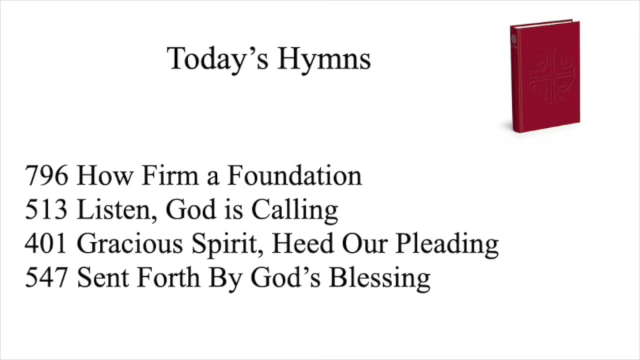 Today’s Hymns
796 How Firm a Foundation
513 Listen, God is Calling
401 Gracious Spirit, Heed Our Pleading
547 Sent Forth By God’s Blessing